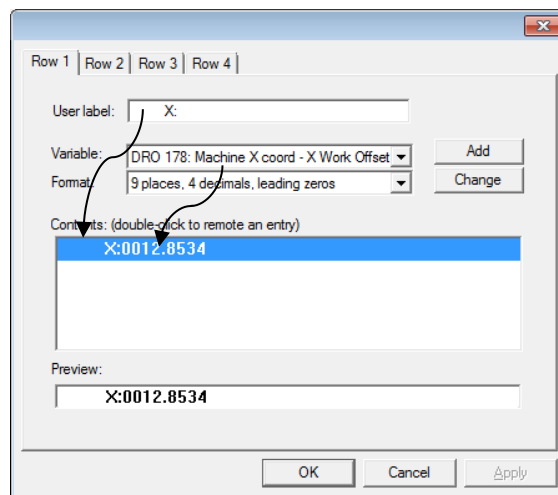 Row 1 Row 2 Row 3 Row 4
User label: X:
Variable: DRO 178: Machine X coord - X Work Offset Add
Format: 9 places, 4 decimals, leading zeros Change
Contents: (double-click to remote an entry)
X:0012.8534
Preview:
X:0012.8534
OK Cancel Apply